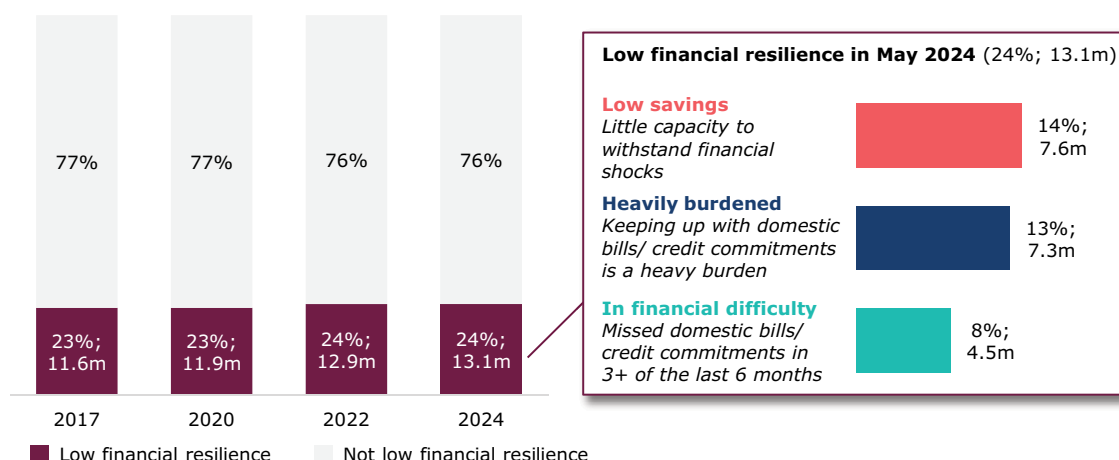 77%
77%
76%
76%
23%;
11.6m
23%;
11.9m
24%;
12.9m
24%;
13.1m
2017
2020
2022
2024
Low financial resilience
Not low financial resilience
Low financial resilience in May 2024 (24%; 13.1m)
Low savings
Little capacity to
withstand financial
shocks
14%;
7.6m
Heavily burdened
Keeping up with domestic
bills/ credit commitments
is a heavy burden
13%;
7.3m
In financial difficulty
Missed domestic bills/
credit commitments in
3+ of the last 6 months
8%;
4.5m